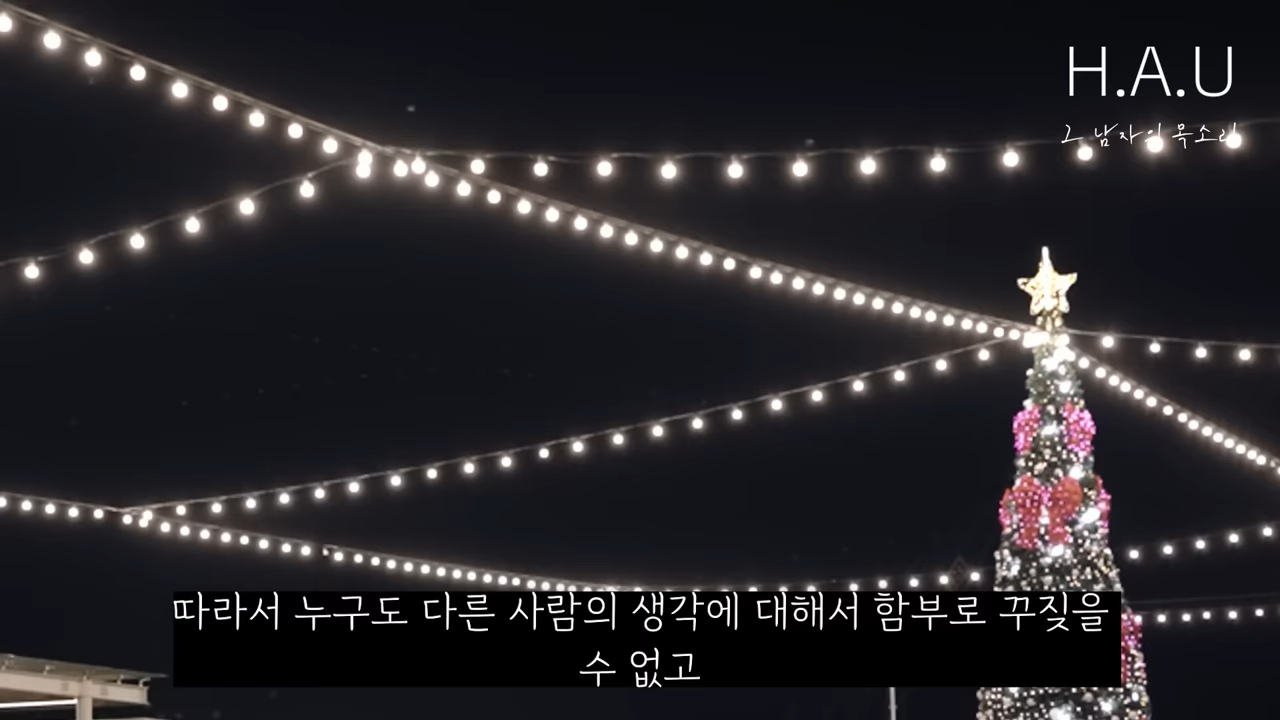 H.A.U
그 남자의 목소리
따라서 누구도 다른 사람의 생각에 대해서 함부로 꾸짖을
수 없고